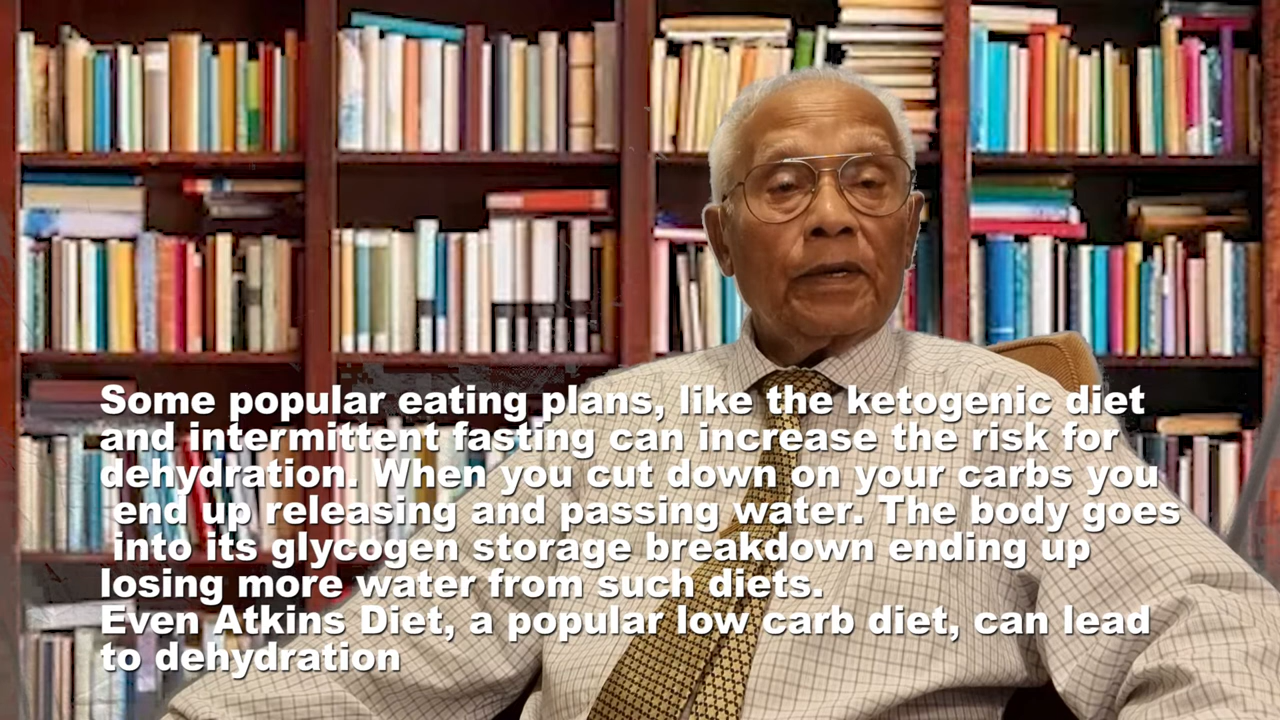 Some popular eating plans, like the ketogenic diet
and intermittent fasting can increase the risk for
dehydration. When you cut down on your carbs you
end up releasing and passing water. The body goes
into its glycogen storage breakdown ending up
losing more water from such diets.
Even Atkins Diet, a popular low carb diet, can lead
to dehydration